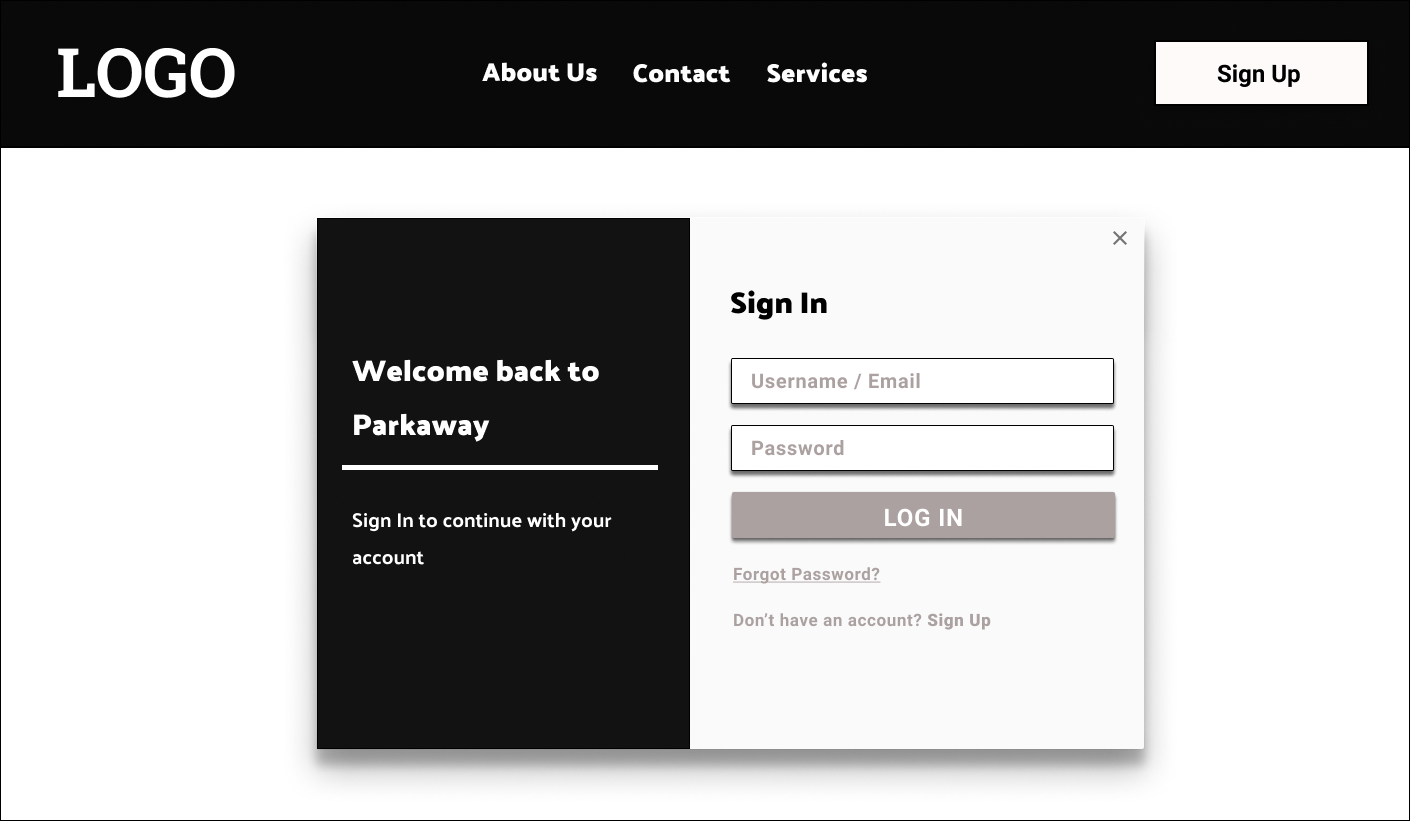 LOGO
About Us
Contact
Services
Sign Up
Welcome back to
Parkaway
Sign In to continue with your
account
Sign In
Username / Email
Password
LOG IN
Forgot Password?
Don’t have an account? Sign Up